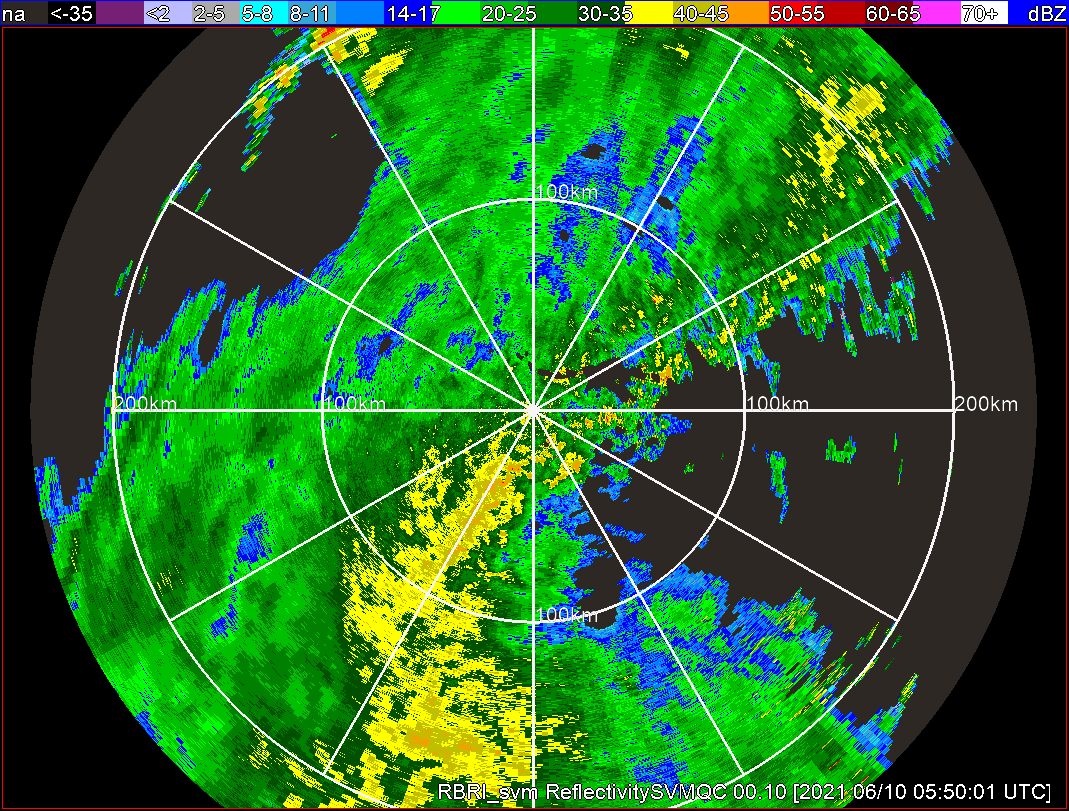 na <-35 <2 2-5 5-8 8-11 14-17 20-25 30-35 40-45 50-55 60-65 70+ dBZ
100km
200km 100km 100km 200km
100km
RBRI_svm ReflectivitySVMQC 00.10 [2021 06/10 05:50:01 UTC]